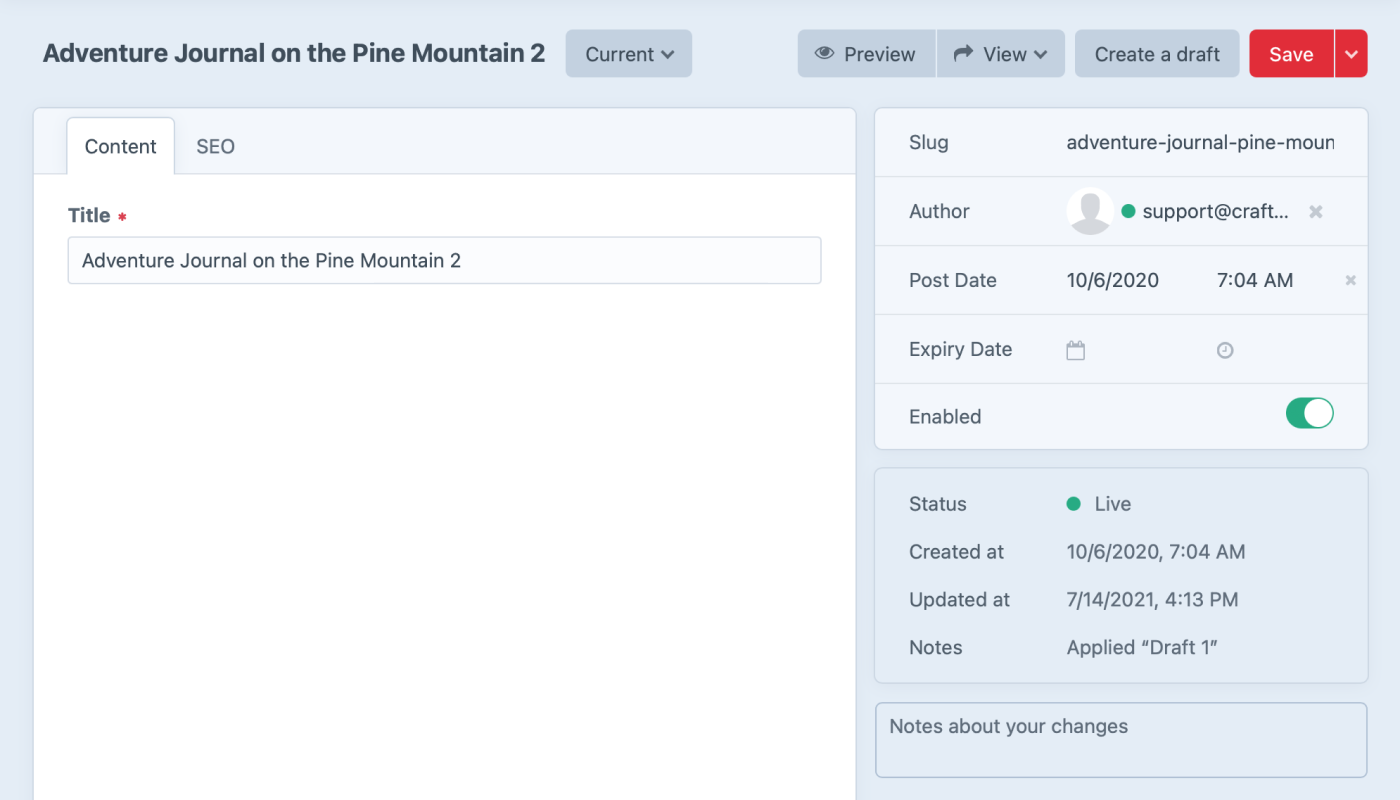 Adventure Journal on the Pine Mountain 2
Current
Preview
View
Create a draft
Save
Content
SEO
Title *
Adventure Journal on the Pine Mountain 2
Slug
adventure-journal-pine-moun
Author
support@craft...
Post Date
10/6/2020
7:04 AM
Expiry Date
Enabled
Status
Live
Created at
10/6/2020, 7:04 AM
Updated at
7/14/2021, 4:13 PM
Notes
Applied “Draft 1”
Notes about your changes